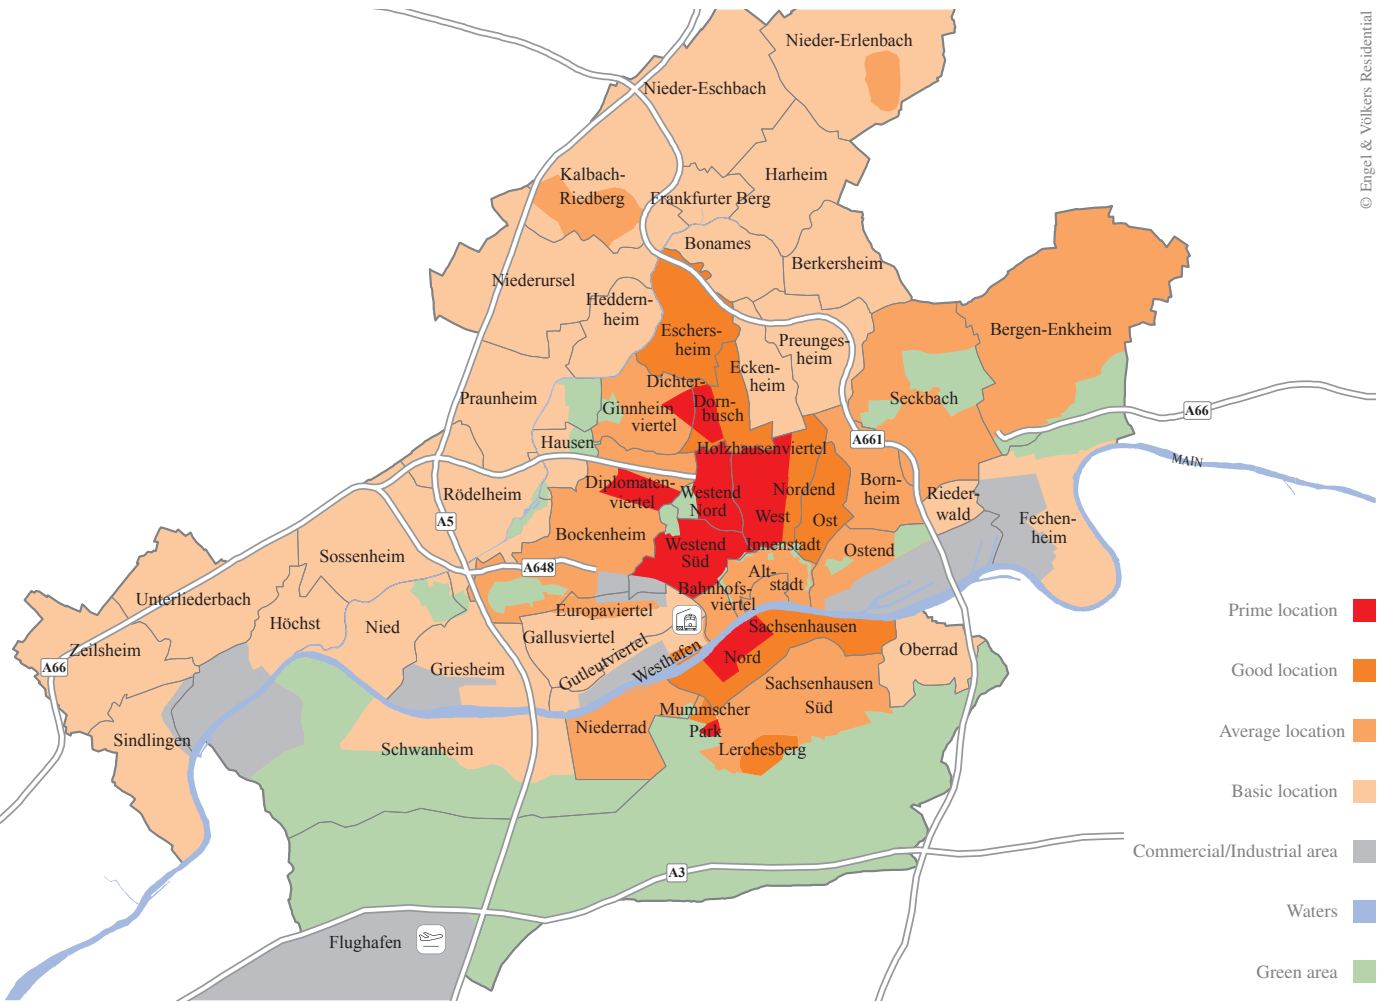 © Engel & Völkers Residential
Nieder-Erlenbach
Nieder-Eschbach
Kalbach-
Riedberg
Harheim
Frankfurter Berg
Bonames
Berkersheim
Niederursel
Heddern-
heim
Eschers-
heim
Preunges-
heim
Bergen-Enkheim
Ecken-
heim
Dichter-
viertel
Dorn-
busch
Ginnheim
Praunheim
Seckbach
A66
A661
Hausen
Holzhausenviertel
MAIN
Rödelheim
Diplomaten-
viertel
Westend
Nord
Nordend
West
Ost
Born-
heim
Rieder-
wald
Fechen-
heim
A5
Bockenheim
Westend
Süd
Innenstadt
Ostend
Sossenheim
A648
Alt-
stadt
Bahnhofs-
viertel
Unterliederbach
Europaviertel
Höchst
Nied
Gallusviertel
Sachsenhausen
Nord
Zeilsheim
A66
Griesheim
Gutleutviertel
Westhafen
Oberrad
Sachsenhausen
Süd
Mummscher
Park
Niederrad
Sindlingen
Schwanheim
Lerchesberg
A3
Flughafen
Prime location
Good location
Average location
Basic location
Commercial/Industrial area
Waters
Green area